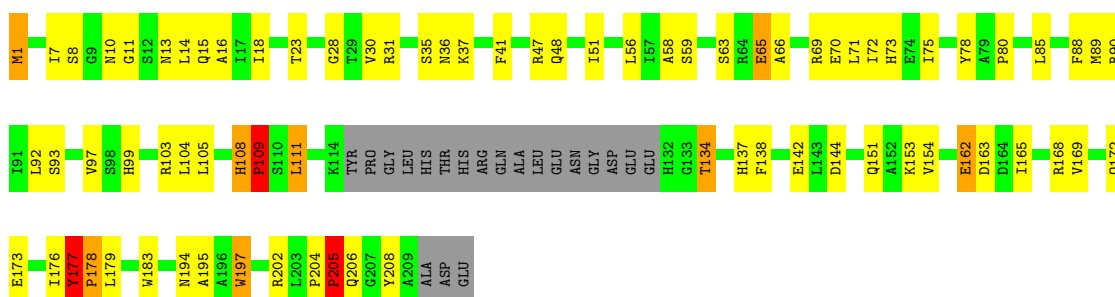 M1 I7 S8 G9 N10 G11 S12 N13 L14 Q15 A16 I17 I18 T23 G28 T29 V30 R31 S35 N36 K37 F41 R47 Q48 I51 L56 I57 A58 S59 S63 R64 E65 A66 R69 E70 L71 I72 H73 E74 I75 Y78 A79 P80 L85 F88 M89
I91 L92 S93 V97 S98 H99 R103 L104 L105 H108 P109 S110 L111 K114 TYR PRO GLY LEU HIS THR HIS ARG GLN ALA LEU GLU ASN GLY ASP GLU GLU H132 G133 T134 H137 F138 E142 L143 D144 Q151 A152 K153 V154 E162 D163 D164 I165 R168 V169
E173 I176 Y177 P178 L179 W183 N194 A195 A196 W197 R202 L203 P204 P205 Q206 G207 Y208 A209 ALA ASP GLU